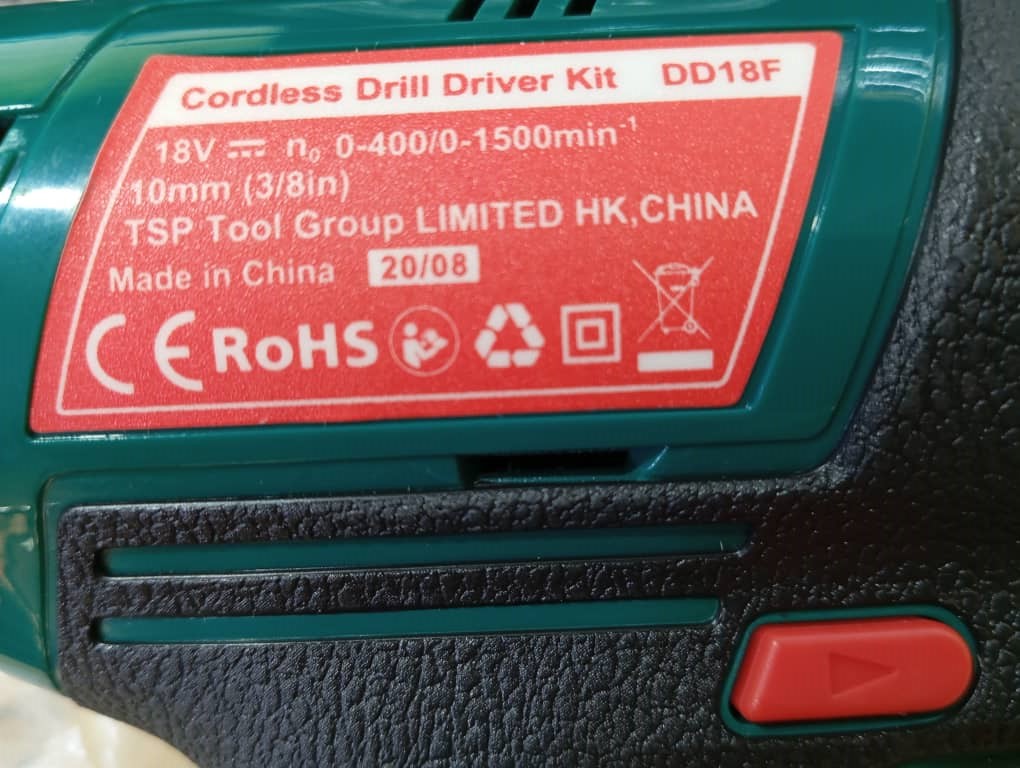 Cordless Drill Driver Kit DD18F
18V ⎓ n₀ 0-400/0-1500min⁻¹
10mm (3/8in)
TSP Tool Group LIMITED HK,CHINA
Made in China 20/08
CE RoHS